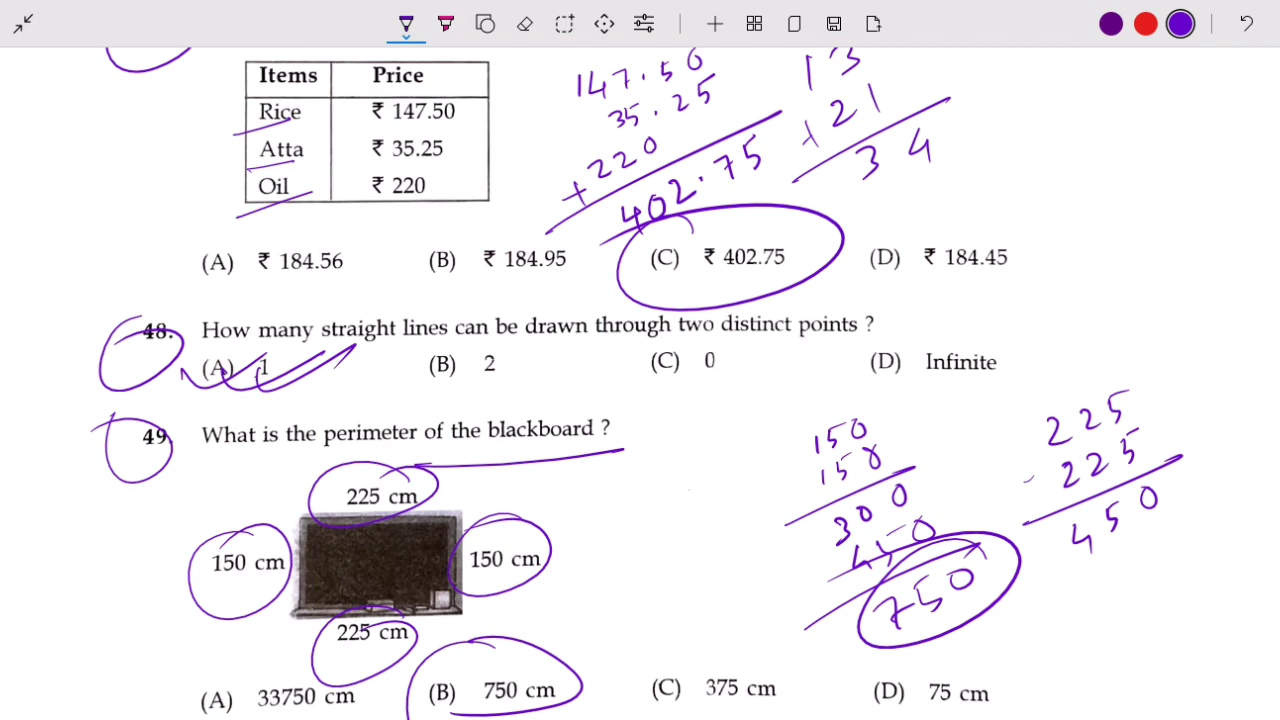 Items Price
Rice ₹ 147.50
Atta ₹ 35.25
Oil ₹ 220
147.50
35.25
+220
402.75
13
+21
34
(A) ₹ 184.56 (B) ₹ 184.95 (C) ₹ 402.75 (D) ₹ 184.45
48. How many straight lines can be drawn through two distinct points ?
(A) 1 (B) 2 (C) 0 (D) Infinite
49. What is the perimeter of the blackboard ?
225 cm
150 cm 150 cm
225 cm
150
150
300
450
750
225
225
450
(A) 33750 cm (B) 750 cm (C) 375 cm (D) 75 cm